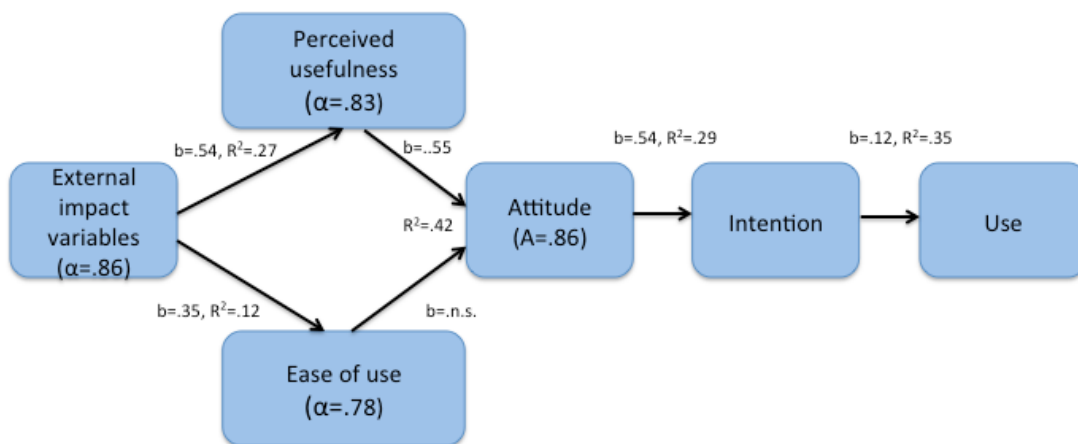 Perceived
usefulness
(α=.83)
b=.54, R²=.27
b=..55
b=.54, R²=.29
b=.12, R²=.35
External
impact
variables
(α=.86)
R²=.42
Attitude
(A=.86)
Intention
Use
b=.35, R²=.12
b=.n.s.
Ease of use
(α=.78)